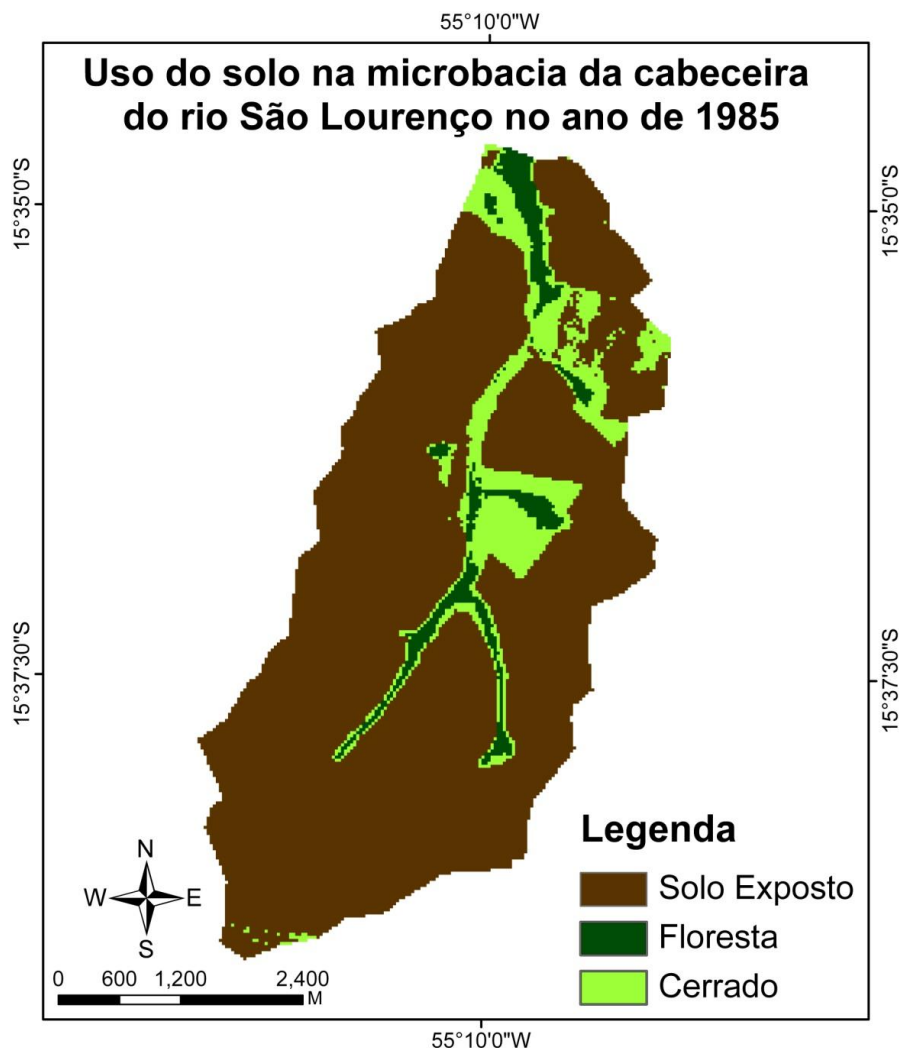 55°10'0"W
Uso do solo na microbacia da cabeceira
do rio São Lourenço no ano de 1985
15°35'0"S
15°35'0"S
15°37'30"S
15°37'30"S
Legenda
Solo Exposto
Floresta
Cerrado
N
W E
S
0 600 1,200 2,400
M
55°10'0"W